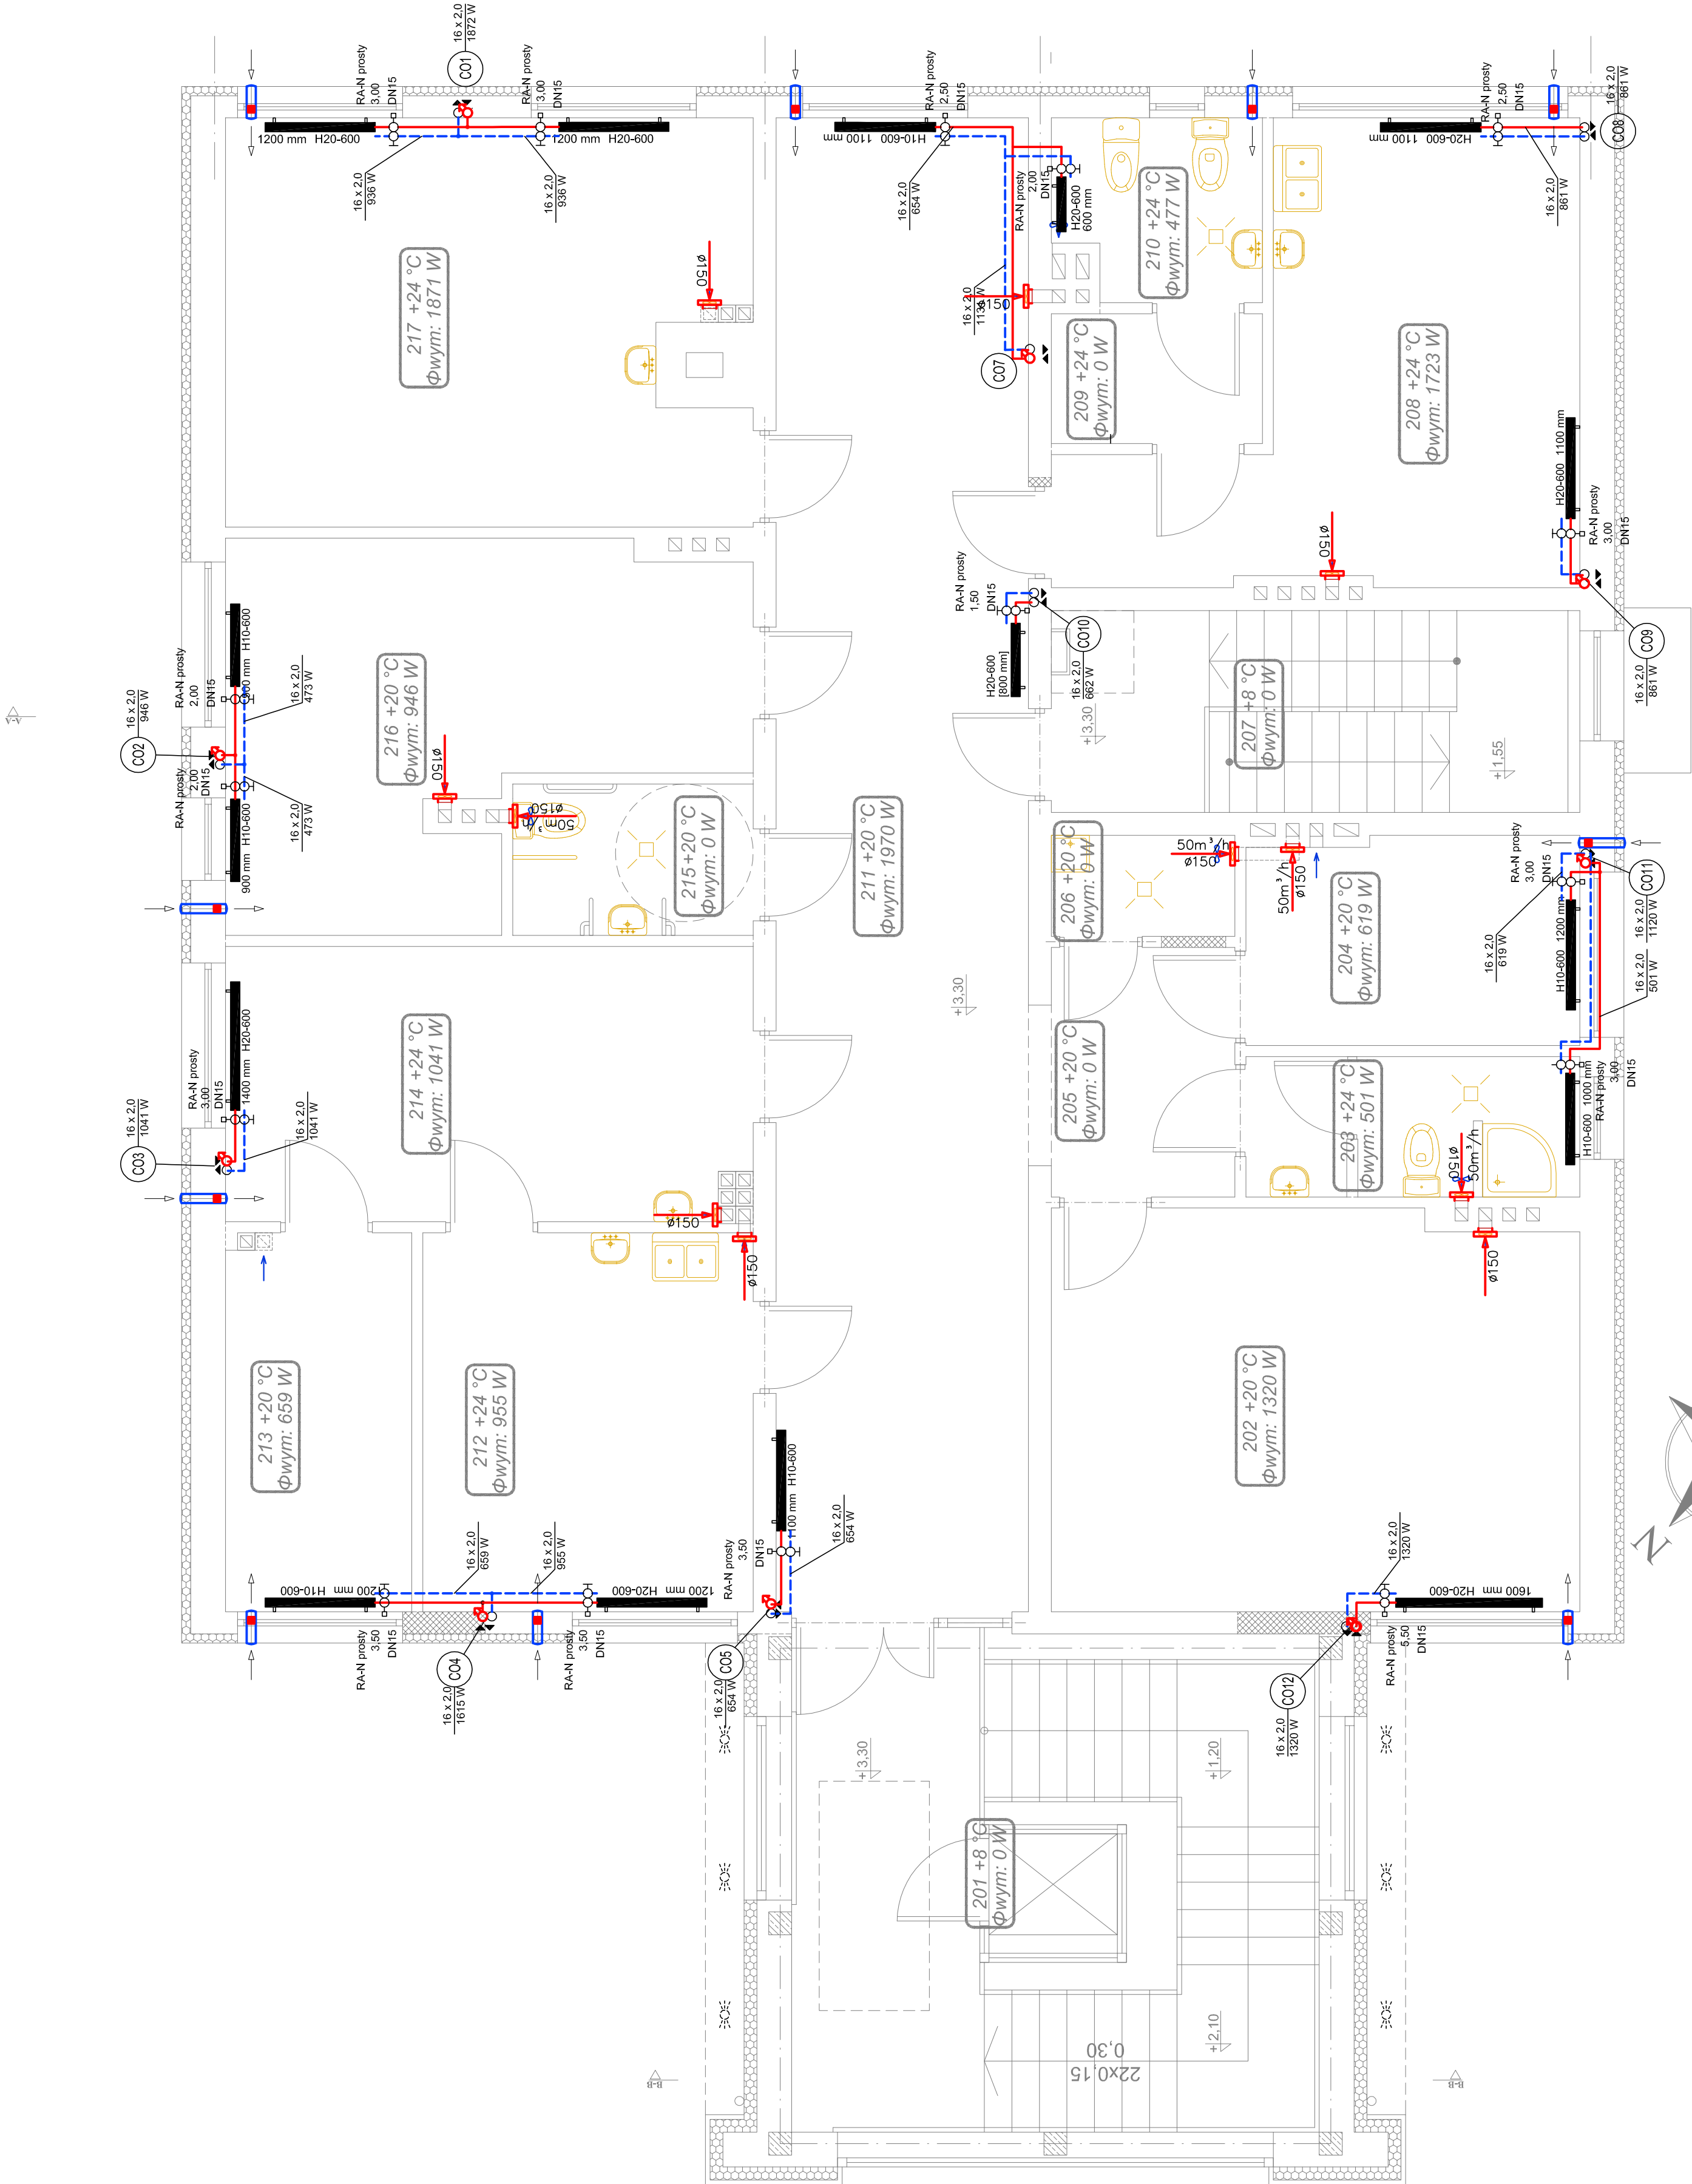 16 x 2,0
1872 W
CO1
RA-N prosty
3,00
DN15
RA-N prosty
3,00
DN15
1200 mm H20-600
1200 mm H20-600
16 x 2,0
936 W
16 x 2,0
936 W
217 +24 °C
Φwym: 1871 W
ø150
RA-N prosty
2,50
DN15
H10-600 1100 mm
16 x 2,0
654 W
RA-N prosty
2,00
DN15
H20-600
600 mm
16 x 2,0
ø150
CO7
210 +24 °C
Φwym: 477 W
209 +24 °C
Φwym: 0 W
RA-N prosty
2,50
DN15
H20-600 1100 mm
16 x 2,0
861 W
CO8
16 x 2,0
861 W
208 +24 °C
Φwym: 1723 W
H20-600 1100 mm
RA-N prosty
3,00
DN15
CO9
16 x 2,0
861 W
ø150
A-A
16 x 2,0
946 W
CO2
RA-N prosty
2,00
DN15
900 mm H10-600
16 x 2,0
473 W
RA-N prosty
2,00
DN15
900 mm H10-600
16 x 2,0
473 W
216 +20 °C
Φwym: 946 W
ø150
ø150
50m³/h
215+20 °C
Φwym: 0 W
211 +20 °C
Φwym: 1970 W
RA-N prosty
1,50
DN15
H20-600
[800 mm]
CO10
16 x 2,0
662 W
+3,30
207 +8 °C
Φwym: 0 W
+1,55
206 +20 °C
Φwym: 0 W
50m³/h
ø150
50m³/h
ø150
204 +20 °C
Φwym: 619 W
RA-N prosty
3,00
DN15
CO11
16 x 2,0
1120 W
16 x 2,0
619 W
H10-600 1200 mm
16 x 2,0
501 W
+3,30
16 x 2,0
1041 W
CO3
RA-N prosty
3,00
DN15
1400 mm H20-600
16 x 2,0
1041 W
214 +24 °C
Φwym: 1041 W
205 +20 °C
Φwym: 0 W
203 +24 °C
Φwym: 501 W
H10-600 1000 mm
RA-N prosty
3,00
DN15
ø150
50m³/h
ø150
ø150
ø150
213 +20 °C
Φwym: 659 W
212 +24 °C
Φwym: 955 W
202 +20 °C
Φwym: 1320 W
1200 mm H10-600
16 x 2,0
659 W
16 x 2,0
955 W
1200 mm H20-600
RA-N prosty
3,50
DN15
CO4
16 x 2,0
1615 W
RA-N prosty
3,50
DN15
1100 mm H10-600
RA-N prosty
3,50
DN15
16 x 2,0
654 W
CO5
16 x 2,0
654 W
16 x 2,0
1320 W
1600 mm H20-600
RA-N prosty
5,50
DN15
CO12
16 x 2,0
1320 W
N
+3,30
+1,20
201 +8 °C
Φwym: 0 W
+2,10
22x0,15
0,30
B-B
B-B